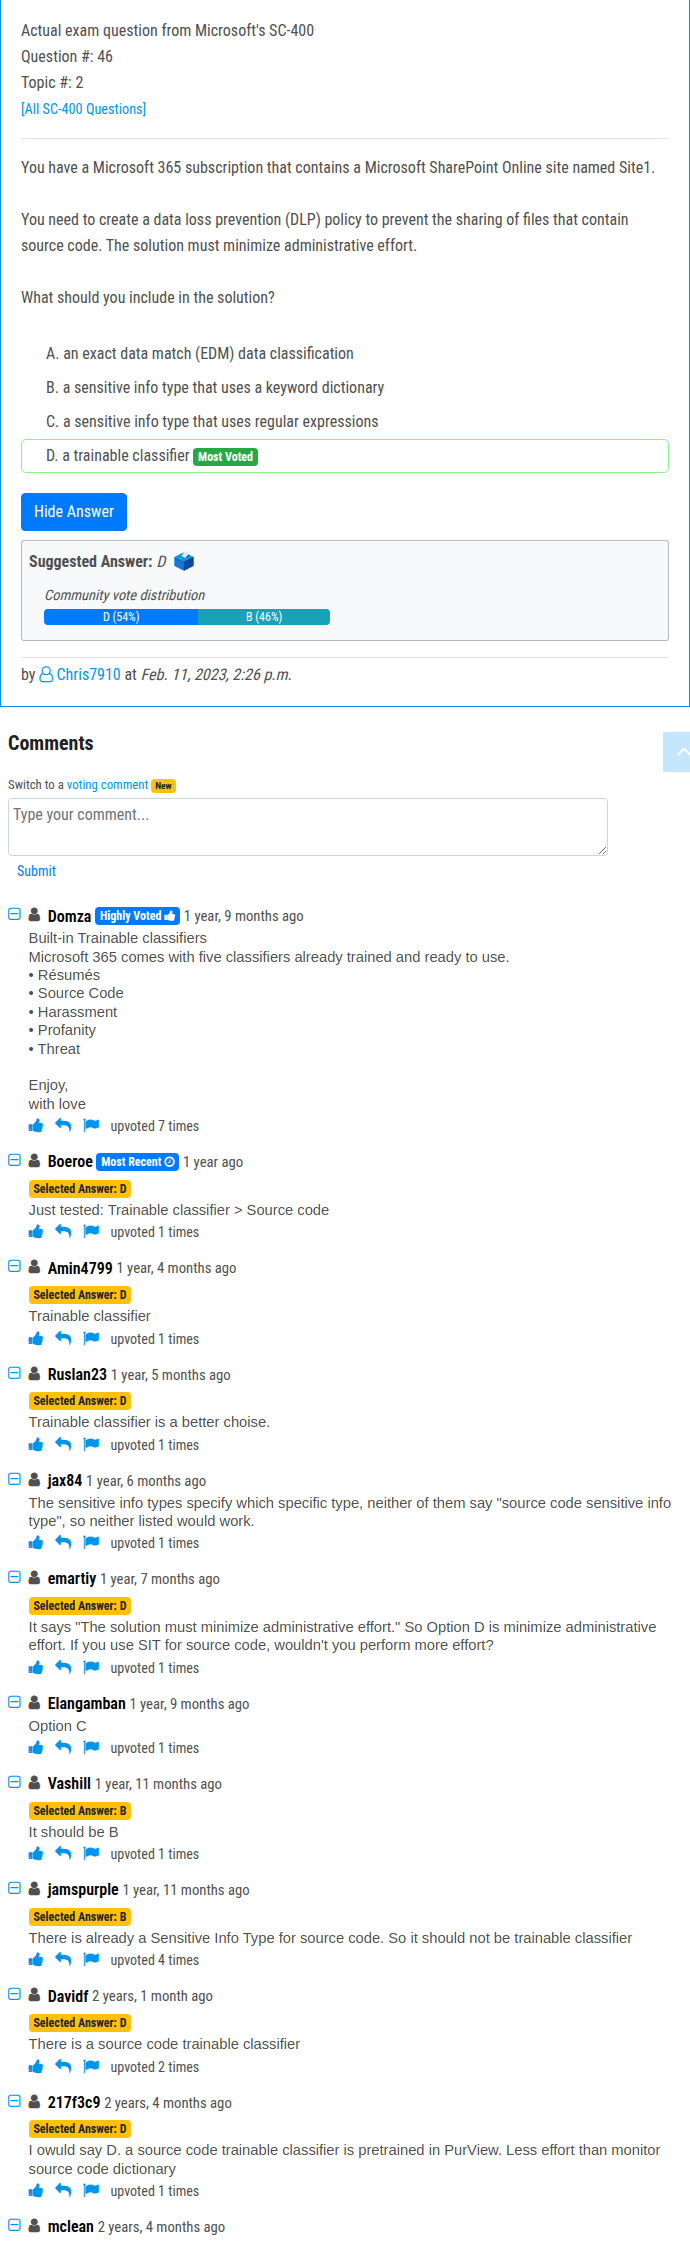 Actual exam question from Microsoft's SC-400
Question #: 46
Topic #: 2
[All SC-400 Questions]
You have a Microsoft 365 subscription that contains a Microsoft SharePoint Online site named Site1.
You need to create a data loss prevention (DLP) policy to prevent the sharing of files that contain
source code. The solution must minimize administrative effort.
What should you include in the solution?
A. an exact data match (EDM) data classification
B. a sensitive info type that uses a keyword dictionary
C. a sensitive info type that uses regular expressions
D. a trainable classifier Most Voted
Hide Answer
Suggested Answer: D
Community vote distribution
D (54%) B (46%)
by Chris7910 at Feb. 11, 2023, 2:26 p.m.
Comments
Switch to a voting comment New
Type your comment...
Submit
Domza Highly Voted 1 year, 9 months ago
Built-in Trainable classifiers
Microsoft 365 comes with five classifiers already trained and ready to use.
• Résumés
• Source Code
• Harassment
• Profanity
• Threat
Enjoy,
with love
upvoted 7 times
Boeroe Most Recent 1 year ago
Selected Answer: D
Just tested: Trainable classifier > Source code
upvoted 1 times
Amin4799 1 year, 4 months ago
Selected Answer: D
Trainable classifier
upvoted 1 times
Ruslan23 1 year, 5 months ago
Selected Answer: D
Trainable classifier is a better choise.
upvoted 1 times
jax84 1 year, 6 months ago
The sensitive info types specify which specific type, neither of them say "source code sensitive info
type", so neither listed would work.
upvoted 1 times
emartiy 1 year, 7 months ago
Selected Answer: D
It says "The solution must minimize administrative effort." So Option D is minimize administrative
effort. If you use SIT for source code, wouldn't you perform more effort?
upvoted 1 times
Elangamban 1 year, 9 months ago
Option C
upvoted 1 times
Vashill 1 year, 11 months ago
Selected Answer: B
It should be B
upvoted 1 times
jamspurple 1 year, 11 months ago
Selected Answer: B
There is already a Sensitive Info Type for source code. So it should not be trainable classifier
upvoted 4 times
Davidf 2 years, 1 month ago
Selected Answer: D
There is a source code trainable classifier
upvoted 2 times
217f3c9 2 years, 4 months ago
Selected Answer: D
I owuld say D. a source code trainable classifier is pretrained in PurView. Less effort than monitor
source code dictionary
upvoted 1 times
mclean 2 years, 4 months ago